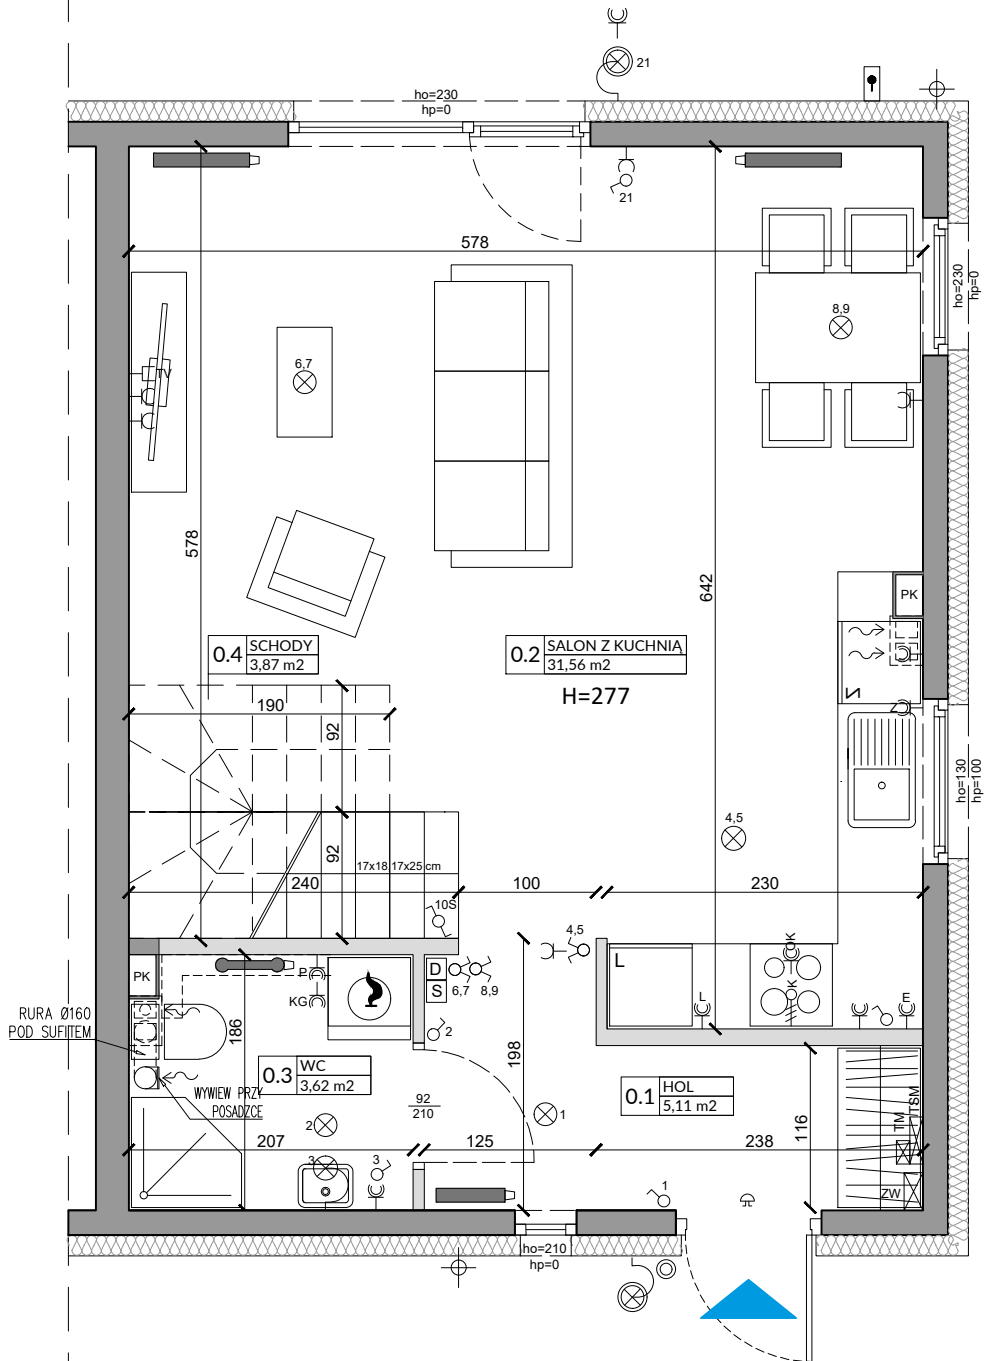 21
ho=230
hp=0
21
578
ho=230
hp=0
8,9
6,7
TV
578
642
PK
0.4 SCHODY
3,87 m2
0.2 SALON Z KUCHNIĄ
31,56 m2
H=277
190
92
Z
ho=130
hp=100
4,5
92
17x18,17x25 cm
240
100
230
10S
4,5
K
L
D
S
6,7
8,9
PK
P
KG
K
L
E
RURA Ø160
POD SUFITEM
186
2
198
0.3 WC
3,62 m2
0.1 HOL
5,11 m2
WYWIEW PRZY
POSADZCE
92
210
1
116
TM
TSM
2
207
125
238
3
3
1
ZW
ho=210
hp=0